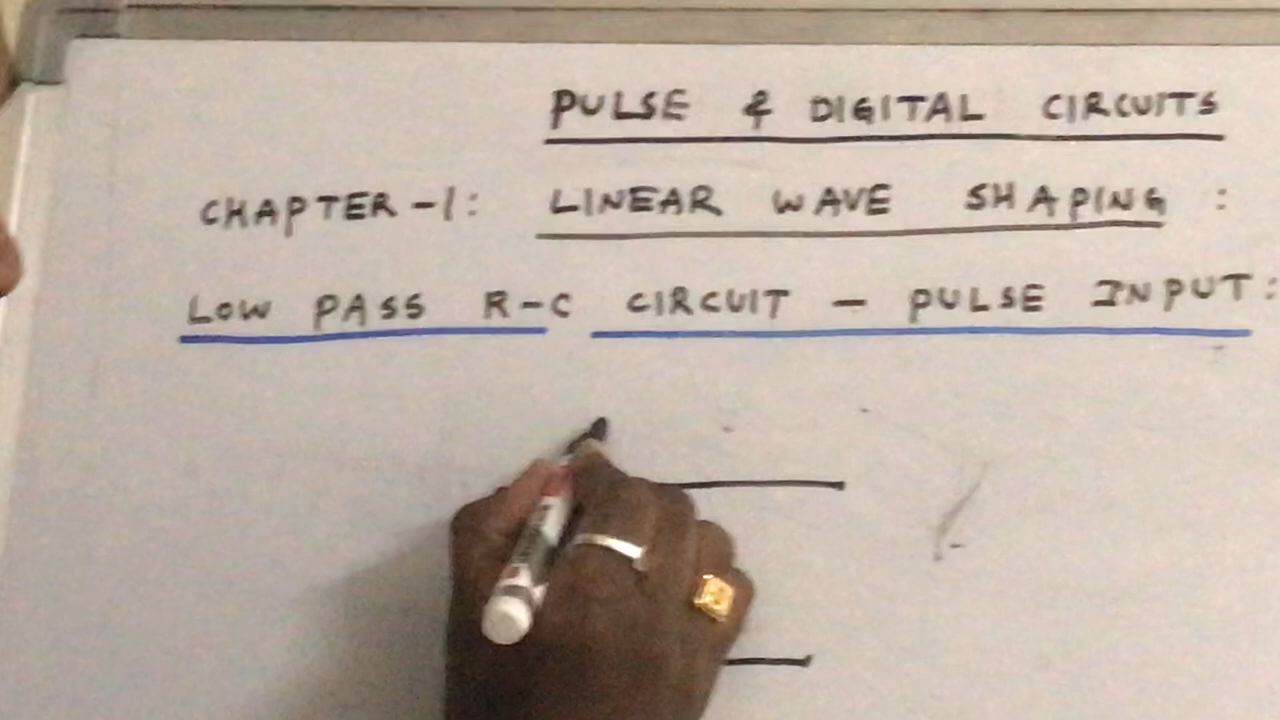 PULSE & DIGITAL CIRCUITS
CHAPTER-1: LINEAR WAVE SHAPING :
LOW PASS R-C CIRCUIT - PULSE INPUT: